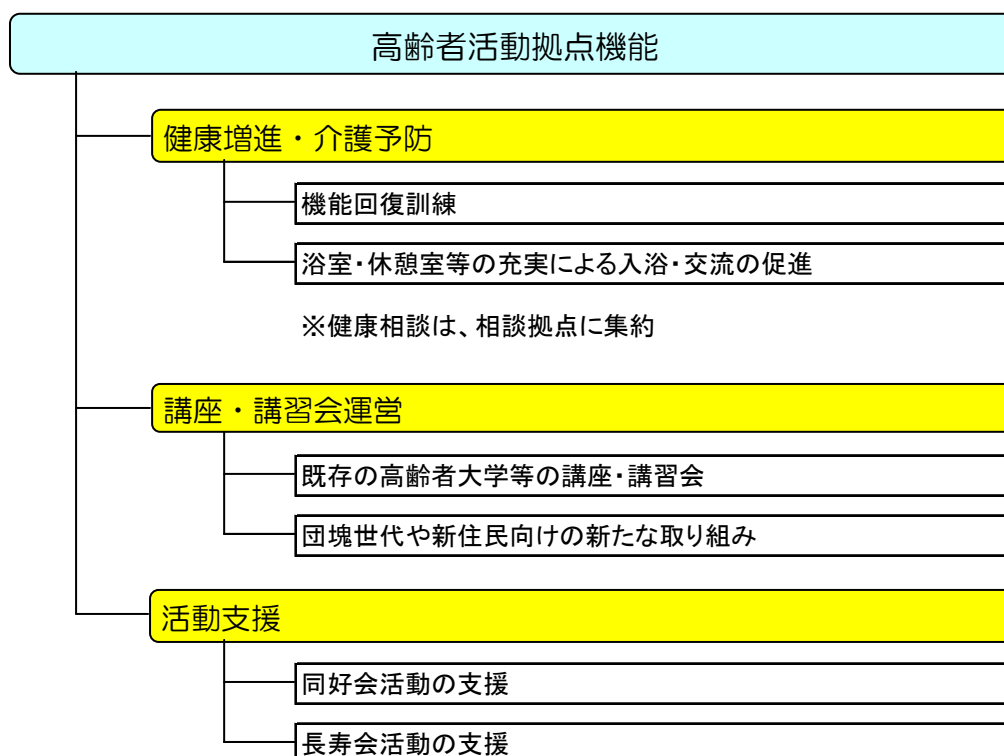 高齢者活動拠点機能
健康増進・介護予防
機能回復訓練
浴室・休憩室等の充実による入浴・交流の促進
※健康相談は、相談拠点に集約
講座・講習会運営
既存の高齢者大学等の講座・講習会
団塊世代や新住民向けの新たな取り組み
活動支援
同好会活動の支援
長寿会活動の支援